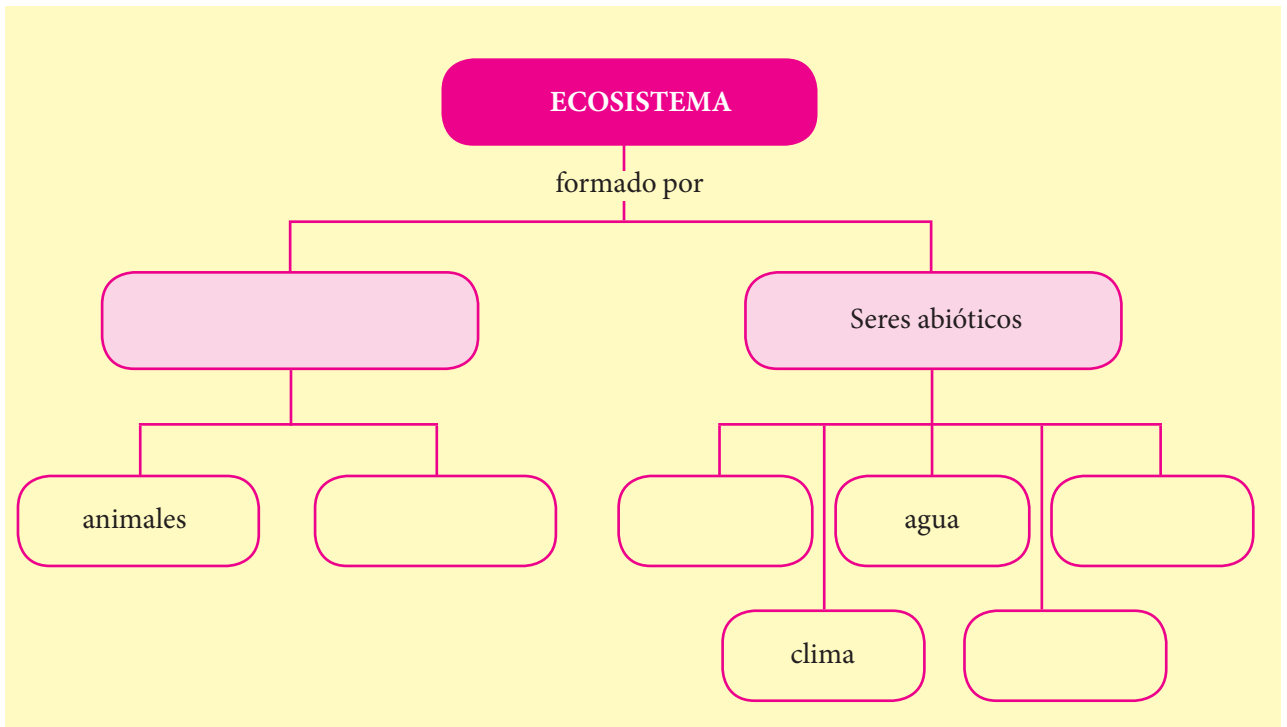 ECOSISTEMA
formado por
Seres abióticos
animales
agua
clima